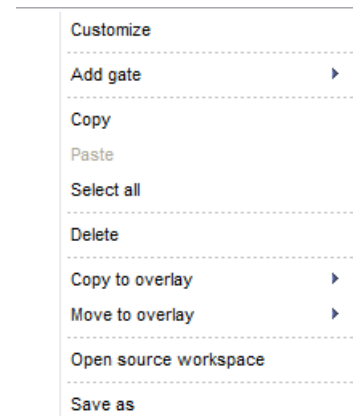 Customize
Add gate
Copy
Paste
Select all
Delete
Copy to overlay
Move to overlay
Open source workspace
Save as